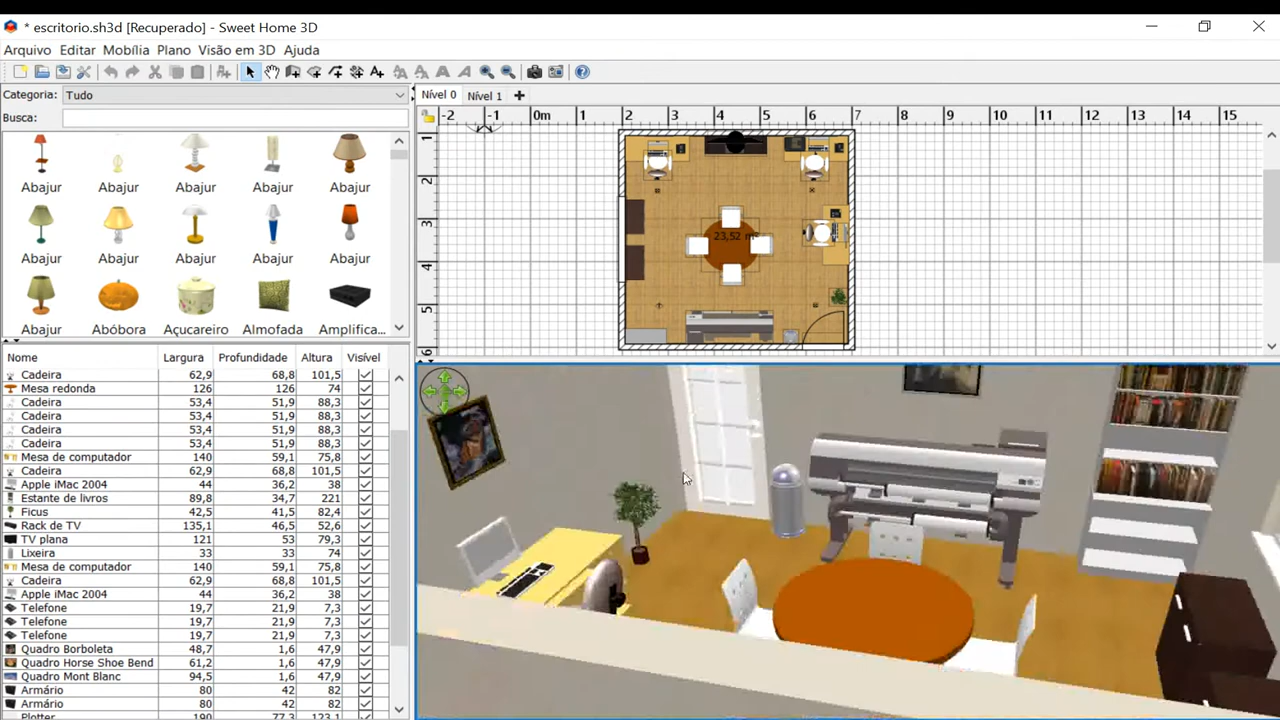 * escritorio.sh3d [Recuperado] - Sweet Home 3D
Arquivo Editar Mobília Plano Visão em 3D Ajuda
Categoria: Tudo
Busca:
Abajur Abajur Abajur Abajur Abajur
Abajur Abajur Abajur Abajur Abajur
Abajur Abóbora Açucareiro Almofada Amplifica...
Nível 0 Nível 1
-2 -1 0m 1 2 3 4 5 6 7 8 9 10 11 12 13 14 15
1
2
3
4
5
6
23,52 m²
Nome Largura Profundidade Altura Visível
Cadeira 62,9 68,8 101,5
Mesa redonda 126 126 74
Cadeira 53,4 51,9 88,3
Cadeira 53,4 51,9 88,3
Cadeira 53,4 51,9 88,3
Cadeira 53,4 51,9 88,3
Mesa de computador 140 59,1 75,8
Cadeira 62,9 68,8 101,5
Apple iMac 2004 44 36,2 38
Estante de livros 89,8 34,7 221
Ficus 42,5 41,5 82,4
Rack de TV 135,1 46,5 52,6
TV plana 121 53 79,3
Lixeira 33 33 74
Mesa de computador 140 59,1 75,8
Cadeira 62,9 68,8 101,5
Apple iMac 2004 44 36,2 38
Telefone 19,7 21,9 7,3
Telefone 19,7 21,9 7,3
Telefone 19,7 21,9 7,3
Quadro Borboleta 48,7 1,6 47,9
Quadro Horse Shoe Bend 61,2 1,6 47,9
Quadro Mont Blanc 94,5 1,6 47,9
Armário 80 42 82
Armário 80 42 82
Plotter 190 77,3 123,1